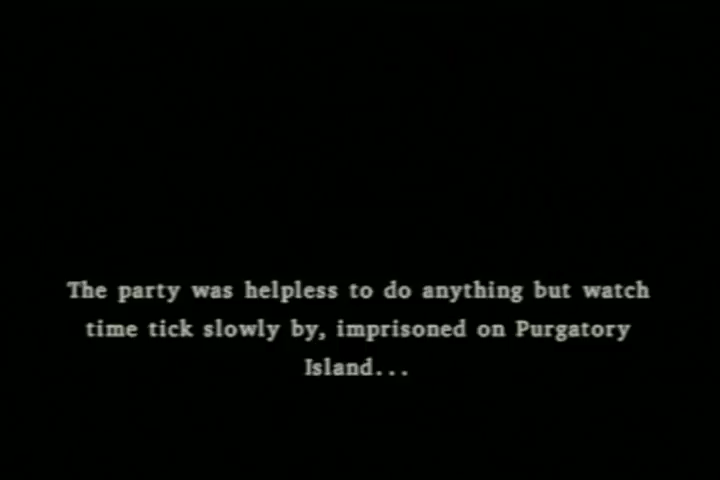 The party was helpless to do anything but watch
time tick slowly by, imprisoned on Purgatory
Island...